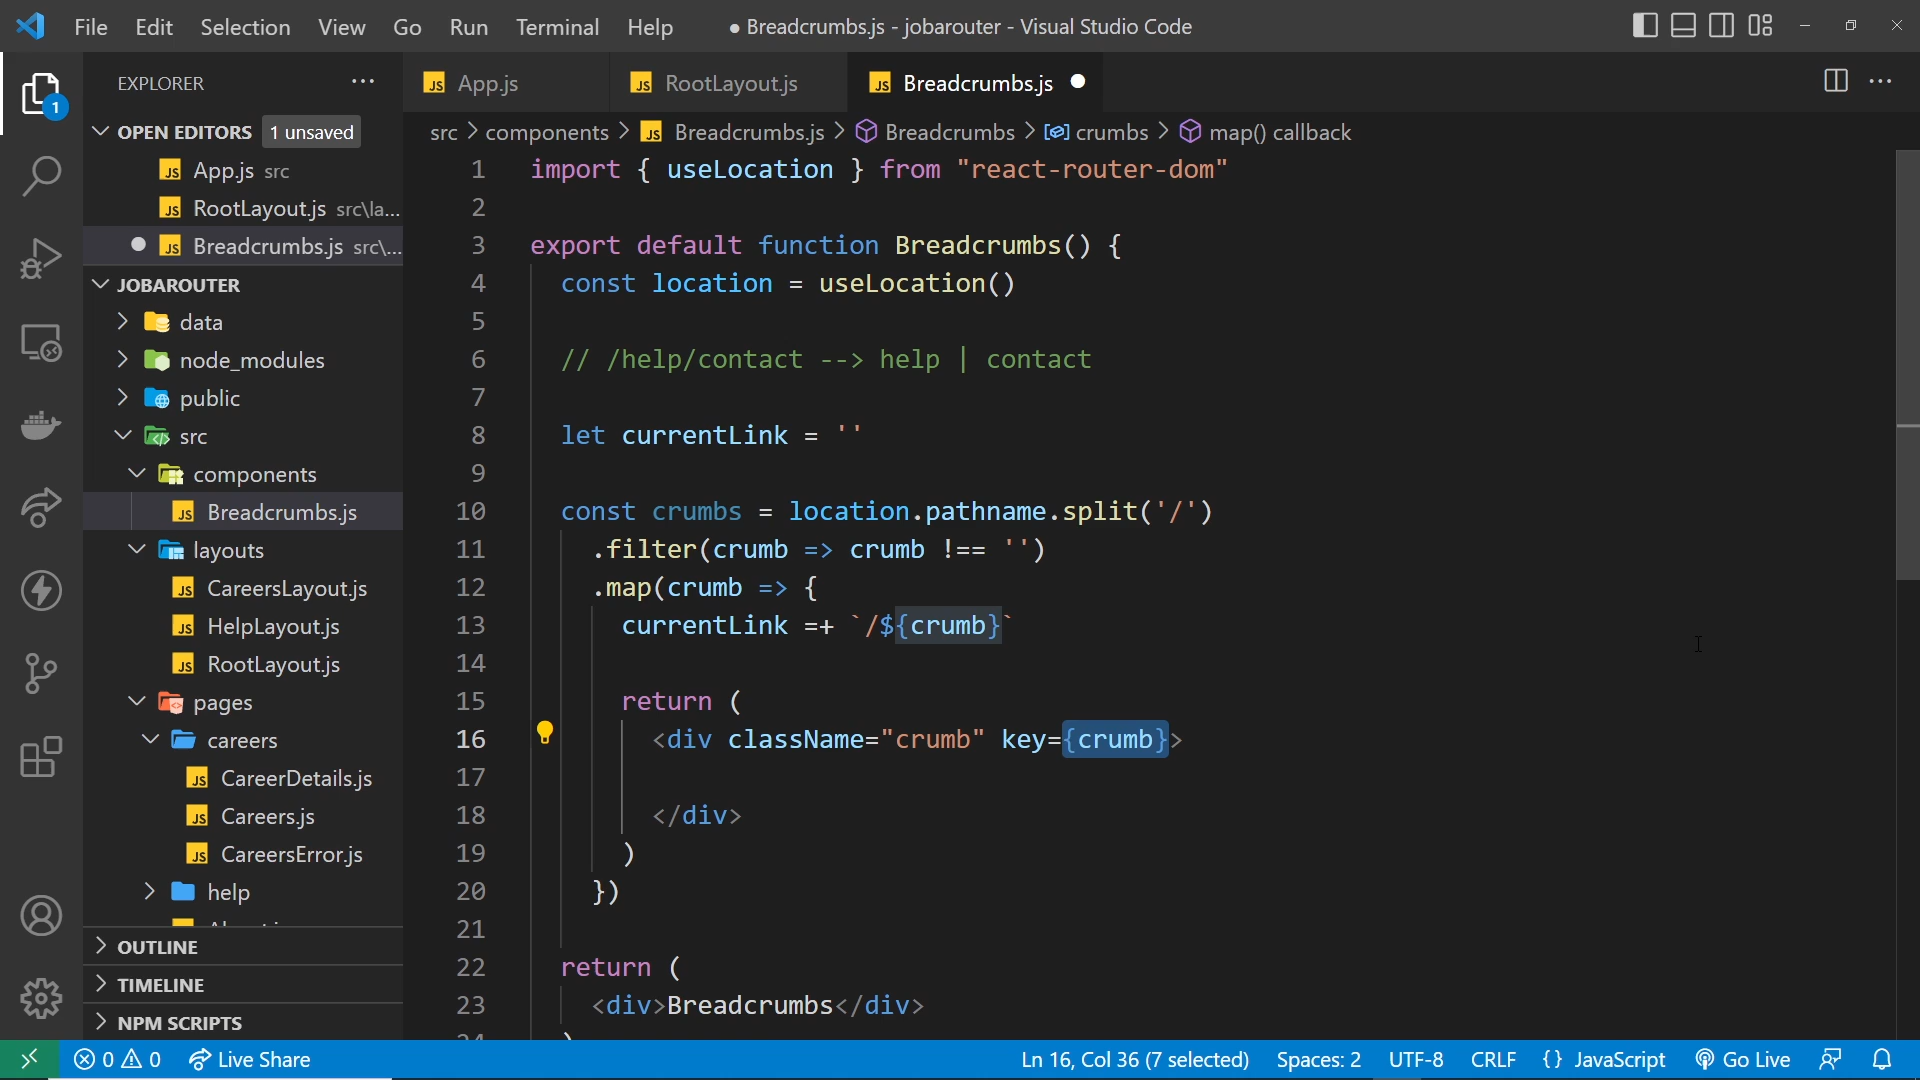 File Edit Selection View Go Run Terminal Help ● Breadcrumbs.js - jobarouter - Visual Studio Code
EXPLORER ...
OPEN EDITORS 1 unsaved
App.js src
RootLayout.js src\la...
Breadcrumbs.js src\...
JOBAROUTER
data
node_modules
public
src
components
Breadcrumbs.js
layouts
CareersLayout.js
HelpLayout.js
RootLayout.js
pages
careers
CareerDetails.js
Careers.js
CareersError.js
help
OUTLINE
TIMELINE
NPM SCRIPTS
1
JS App.js JS RootLayout.js JS Breadcrumbs.js ●
src > components > JS Breadcrumbs.js > Breadcrumbs > crumbs > map() callback
1 import { useLocation } from "react-router-dom"
2
3 export default function Breadcrumbs() {
4 const location = useLocation()
5
6 // /help/contact --> help | contact
7
8 let currentLink = ''
9
10 const crumbs = location.pathname.split('/')
11 .filter(crumb => crumb !== '')
12 .map(crumb => {
13 currentLink =+ `/${crumb}`
14
15 return (
16 <div className="crumb" key={crumb}>
17
18 </div>
19 )
20 })
21
22 return (
23 <div>Breadcrumbs</div>
0 0 Live Share Ln 16, Col 36 (7 selected) Spaces: 2 UTF-8 CRLF {} JavaScript Go Live